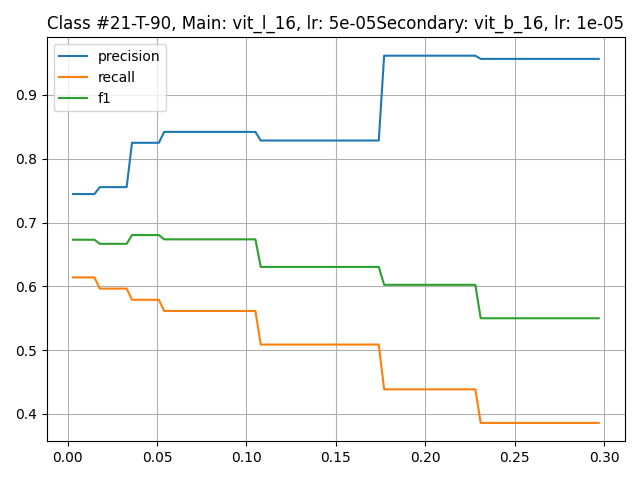 Class #21-T-90, Main: vit_l_16, lr: 5e-05Secondary: vit_b_16, lr: 1e-05
precision
recall
f1
0.9
0.8
0.7
0.6
0.5
0.4
0.00 0.05 0.10 0.15 0.20 0.25 0.30